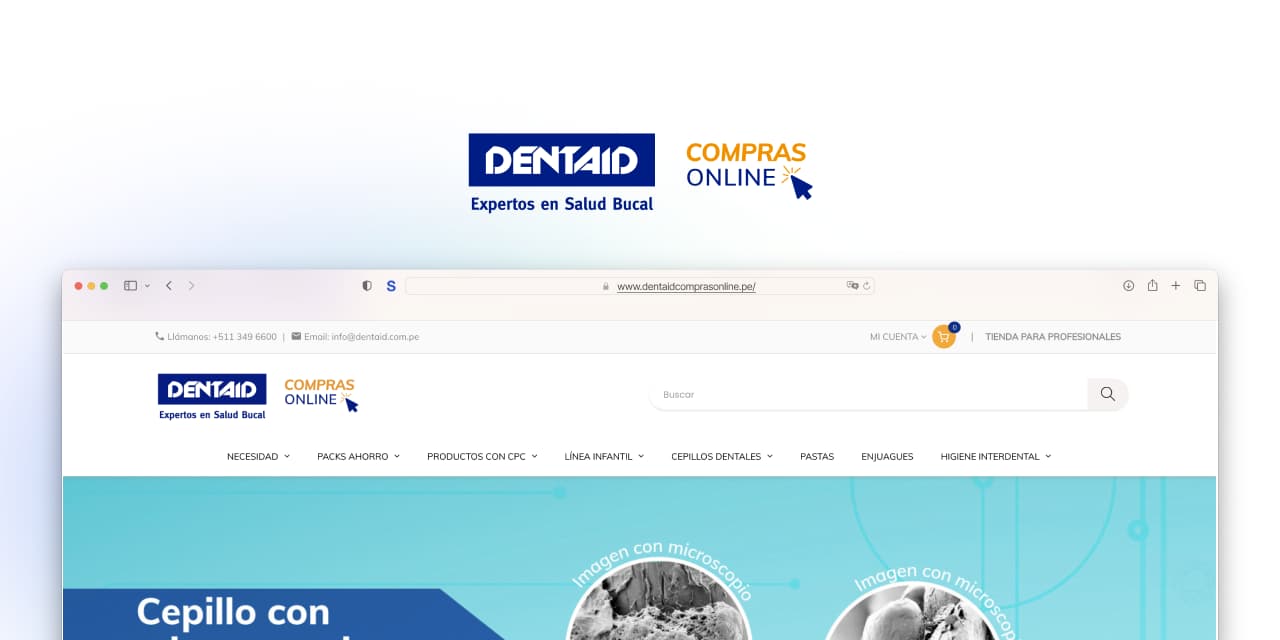 DENTAID
Expertos en Salud Bucal
COMPRAS
ONLINE
S
www.dentaidcomprasonline.pe/
Llámanos: +511 349 6600 | Email: info@dentaid.com.pe
MI CUENTA 0 | TIENDA PARA PROFESIONALES
DENTAID
Expertos en Salud Bucal
COMPRAS
ONLINE
Buscar
NECESIDAD PACKS AHORRO PRODUCTOS CON CPC LÍNEA INFANTIL CEPILLOS DENTALES PASTAS ENJUAGUES HIGIENE INTERDENTAL
Imagen con microscopio
Imagen con
Cepillo con